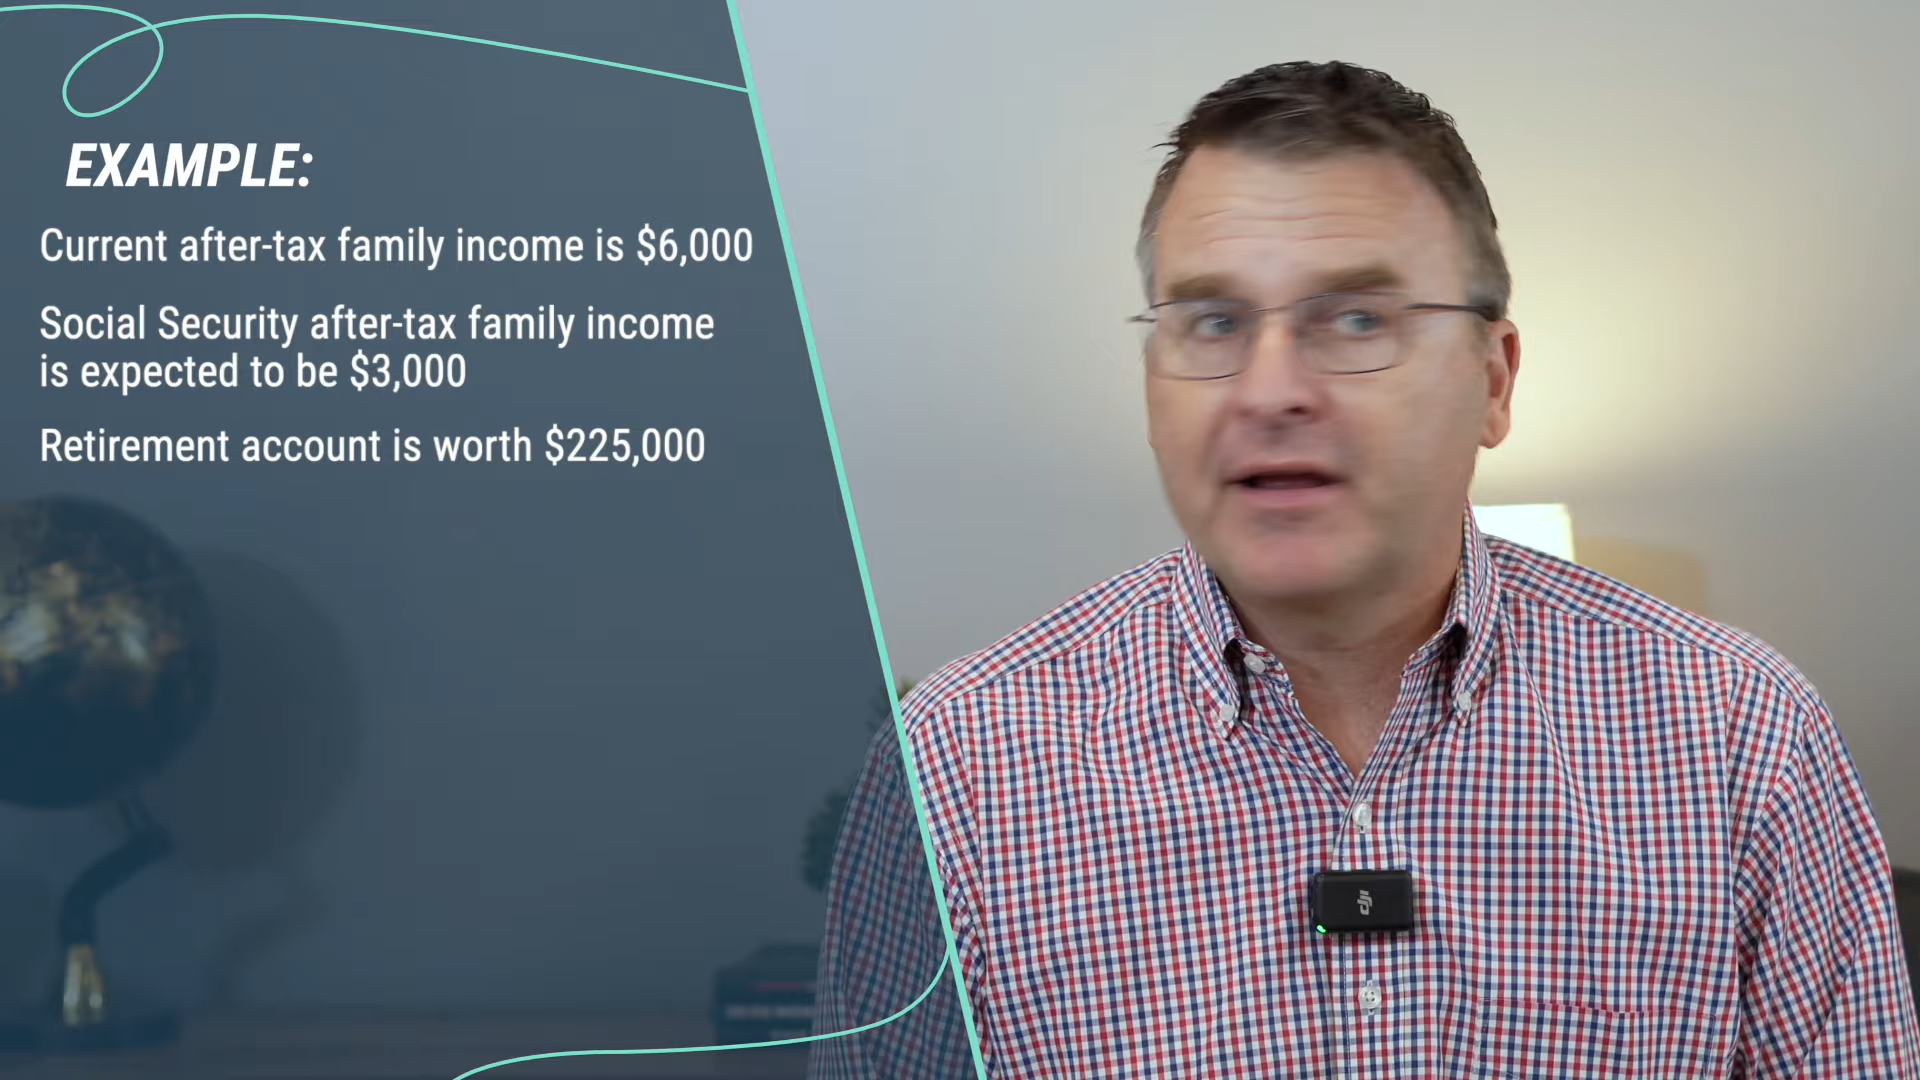 EXAMPLE:
Current after-tax family income is $6,000
Social Security after-tax family income
is expected to be $3,000
Retirement account is worth $225,000
dji